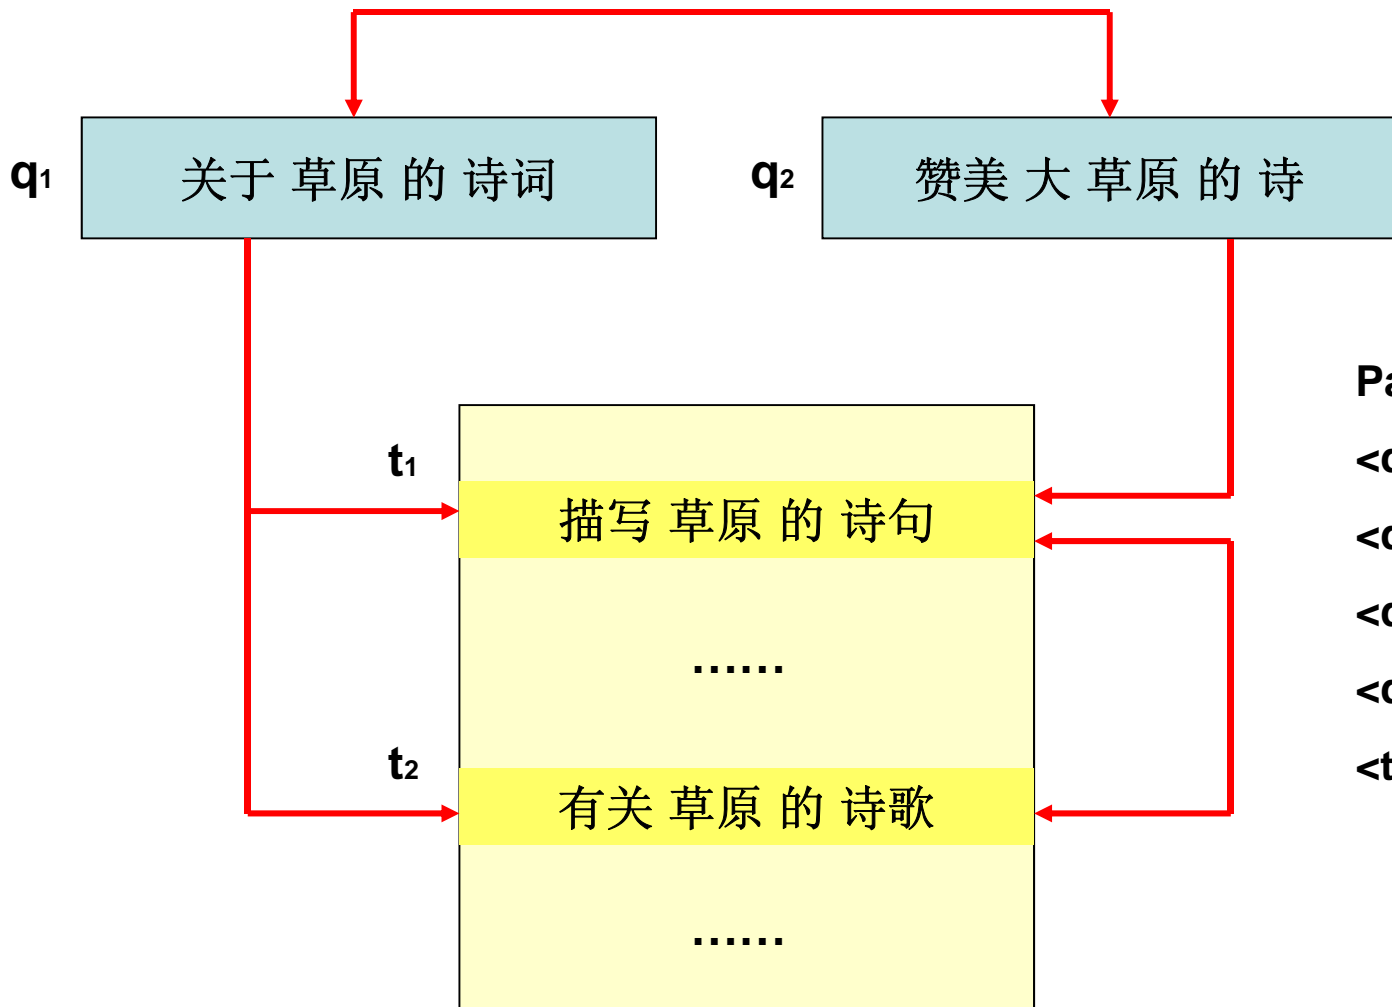 q1 关于 草原 的 诗词
q2 赞美 大 草原 的 诗
t1
描写 草原 的 诗句
......
t2
有关 草原 的 诗歌
......